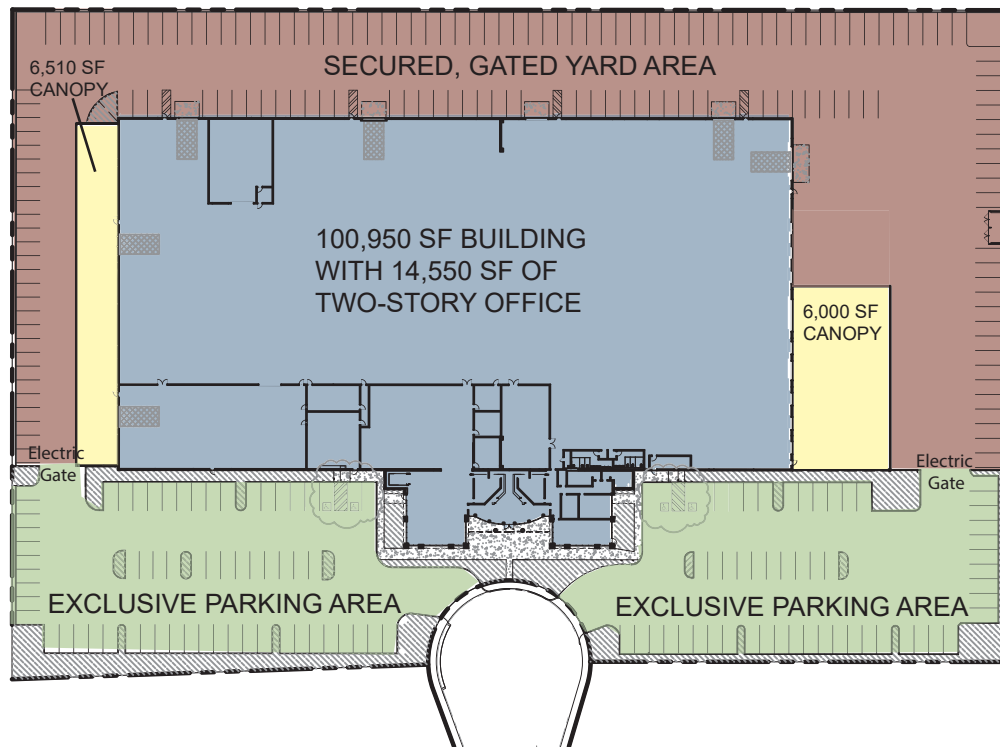 SECURED, GATED YARD AREA
6,510 SF
CANOPY
100,950 SF BUILDING
WITH 14,550 SF OF
TWO-STORY OFFICE
6,000 SF
CANOPY
Electric
Gate
Electric
Gate
EXCLUSIVE PARKING AREA
EXCLUSIVE PARKING AREA